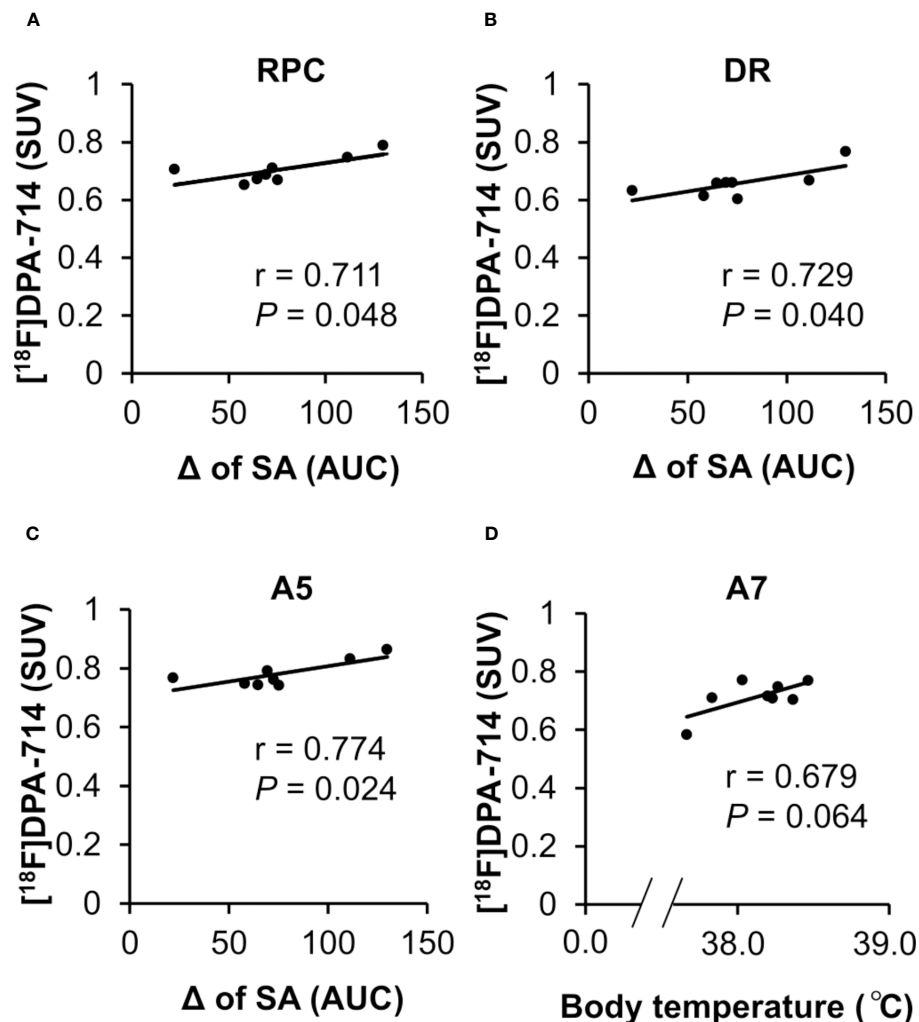 A
RPC
1
0.8
0.6
0.4
0.2
0
[¹⁸F]DPA-714 (SUV)
r = 0.711
P = 0.048
0 50 100 150
Δ of SA (AUC)
B
DR
1
0.8
0.6
0.4
0.2
0
[¹⁸F]DPA-714 (SUV)
r = 0.729
P = 0.040
0 50 100 150
Δ of SA (AUC)
C
A5
1
0.8
0.6
0.4
0.2
0
[¹⁸F]DPA-714 (SUV)
r = 0.774
P = 0.024
0 50 100 150
Δ of SA (AUC)
D
A7
1
0.8
0.6
0.4
0.2
0
[¹⁸F]DPA-714 (SUV)
r = 0.679
P = 0.064
0.0 38.0 39.0
Body temperature (°C)